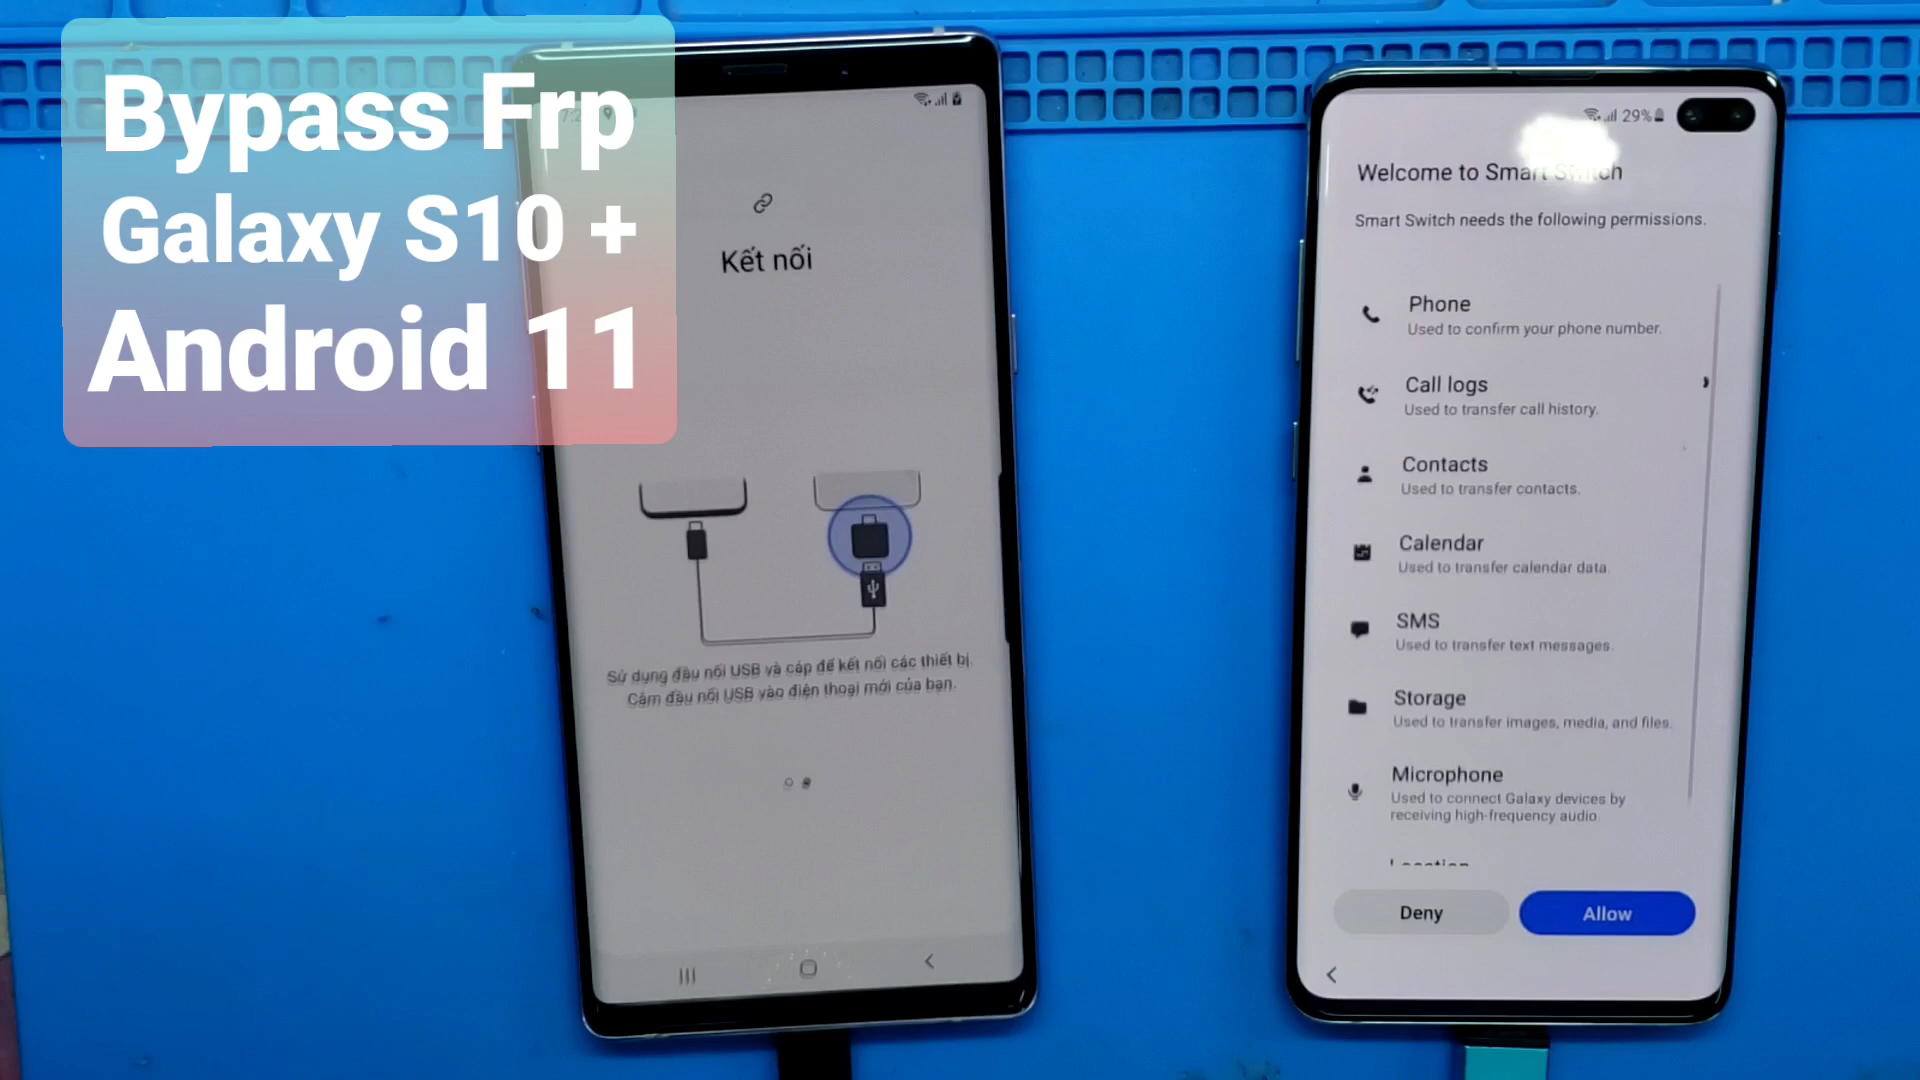 Bypass Frp
Galaxy S10 +
Android 11
Kết nối
Sử dụng đầu nối USB và cáp để kết nối các thiết bị.
Cắm đầu nối USB vào điện thoại mới của bạn.
29%
Welcome to Smart Switch
Smart Switch needs the following permissions.
Phone
Used to confirm your phone number.
Call logs
Used to transfer call history.
Contacts
Used to transfer contacts.
Calendar
Used to transfer calendar data.
SMS
Used to transfer text messages.
Storage
Used to transfer images, media, and files.
Microphone
Used to connect Galaxy devices by
receiving high-frequency audio.
Deny
Allow